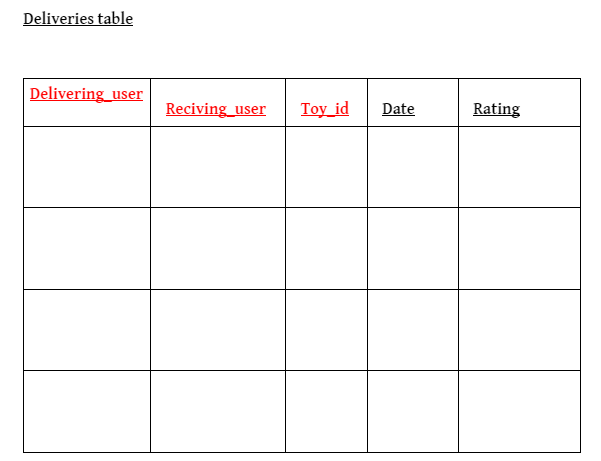 Deliveries table
Delivering_user Reciving_user Toy_id Date Rating